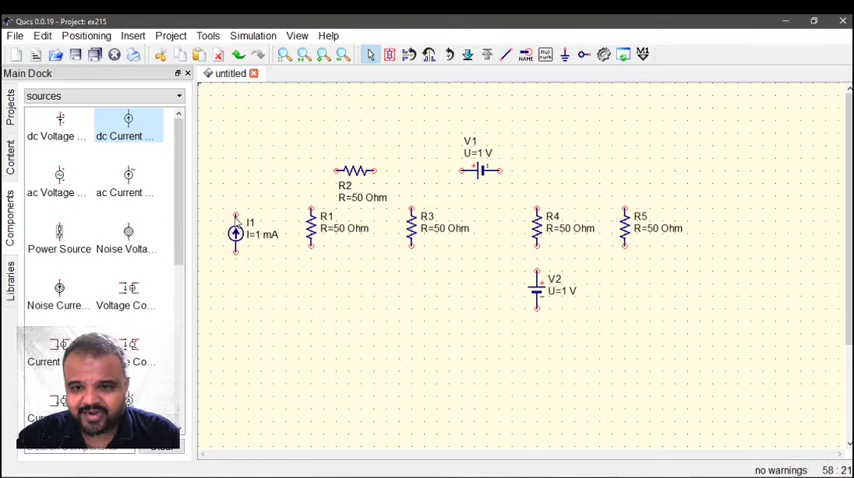 Qucs 0.0.19 - Project: ex215
File Edit Positioning Insert Project Tools Simulation View Help
NAME
M1
Main Dock
untitled
Projects
Content
Components
Libraries
sources
dc Voltage ... dc Current ...
ac Voltage ... ac Current ...
Power Source Noise Volta...
Noise Curre... Voltage Co...
V1
U=1 V
R2
R=50 Ohm
I1
I=1 mA
R1
R=50 Ohm
R3
R=50 Ohm
R4
R=50 Ohm
R5
R=50 Ohm
V2
U=1 V
no warnings 58 : 21